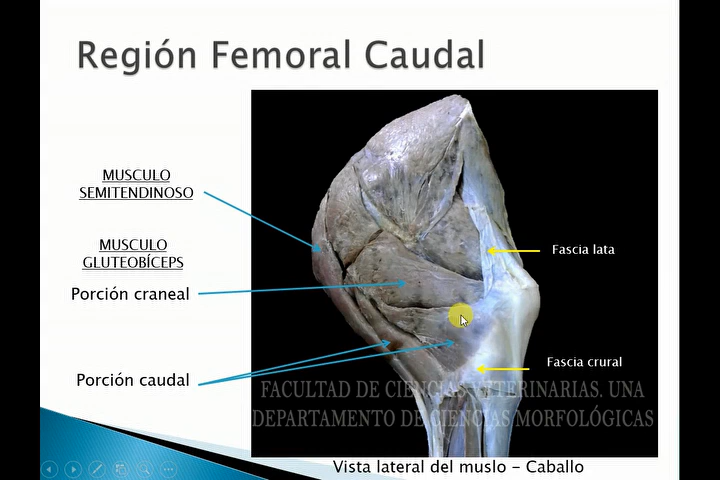 Región Femoral Caudal
MUSCULO
SEMITENDINOSO
MUSCULO
GLUTEOBÍCEPS
Porción craneal
Porción caudal
Fascia lata
Fascia crural
FACULTAD DE CIENCIAS VETERINARIAS. UNA
DEPARTAMENTO DE CIENCIAS MORFOLÓGICAS
Vista lateral del muslo – Caballo